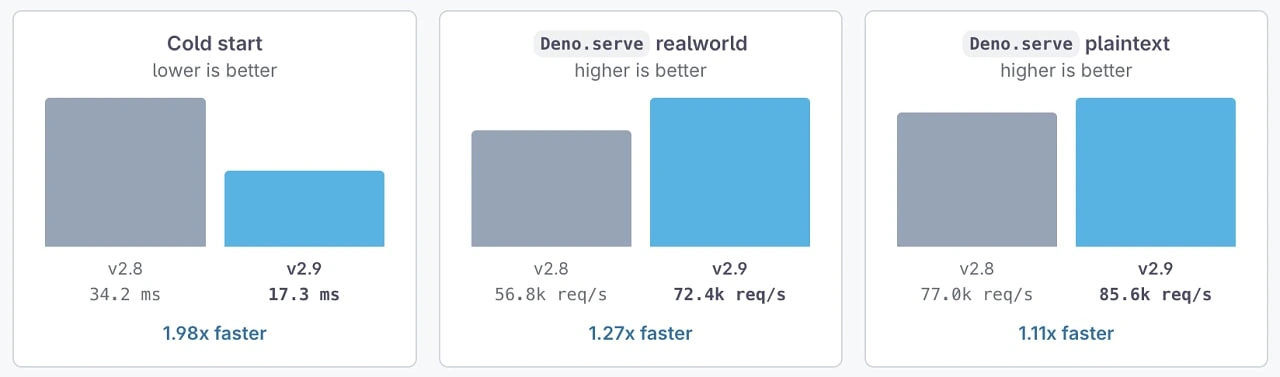 Cold start
lower is better
v2.8
34.2 ms
v2.9
17.3 ms
1.98x faster
Deno.serve realworld
higher is better
v2.8
56.8k req/s
v2.9
72.4k req/s
1.27x faster
Deno.serve plaintext
higher is better
v2.8
77.0k req/s
v2.9
85.6k req/s
1.11x faster